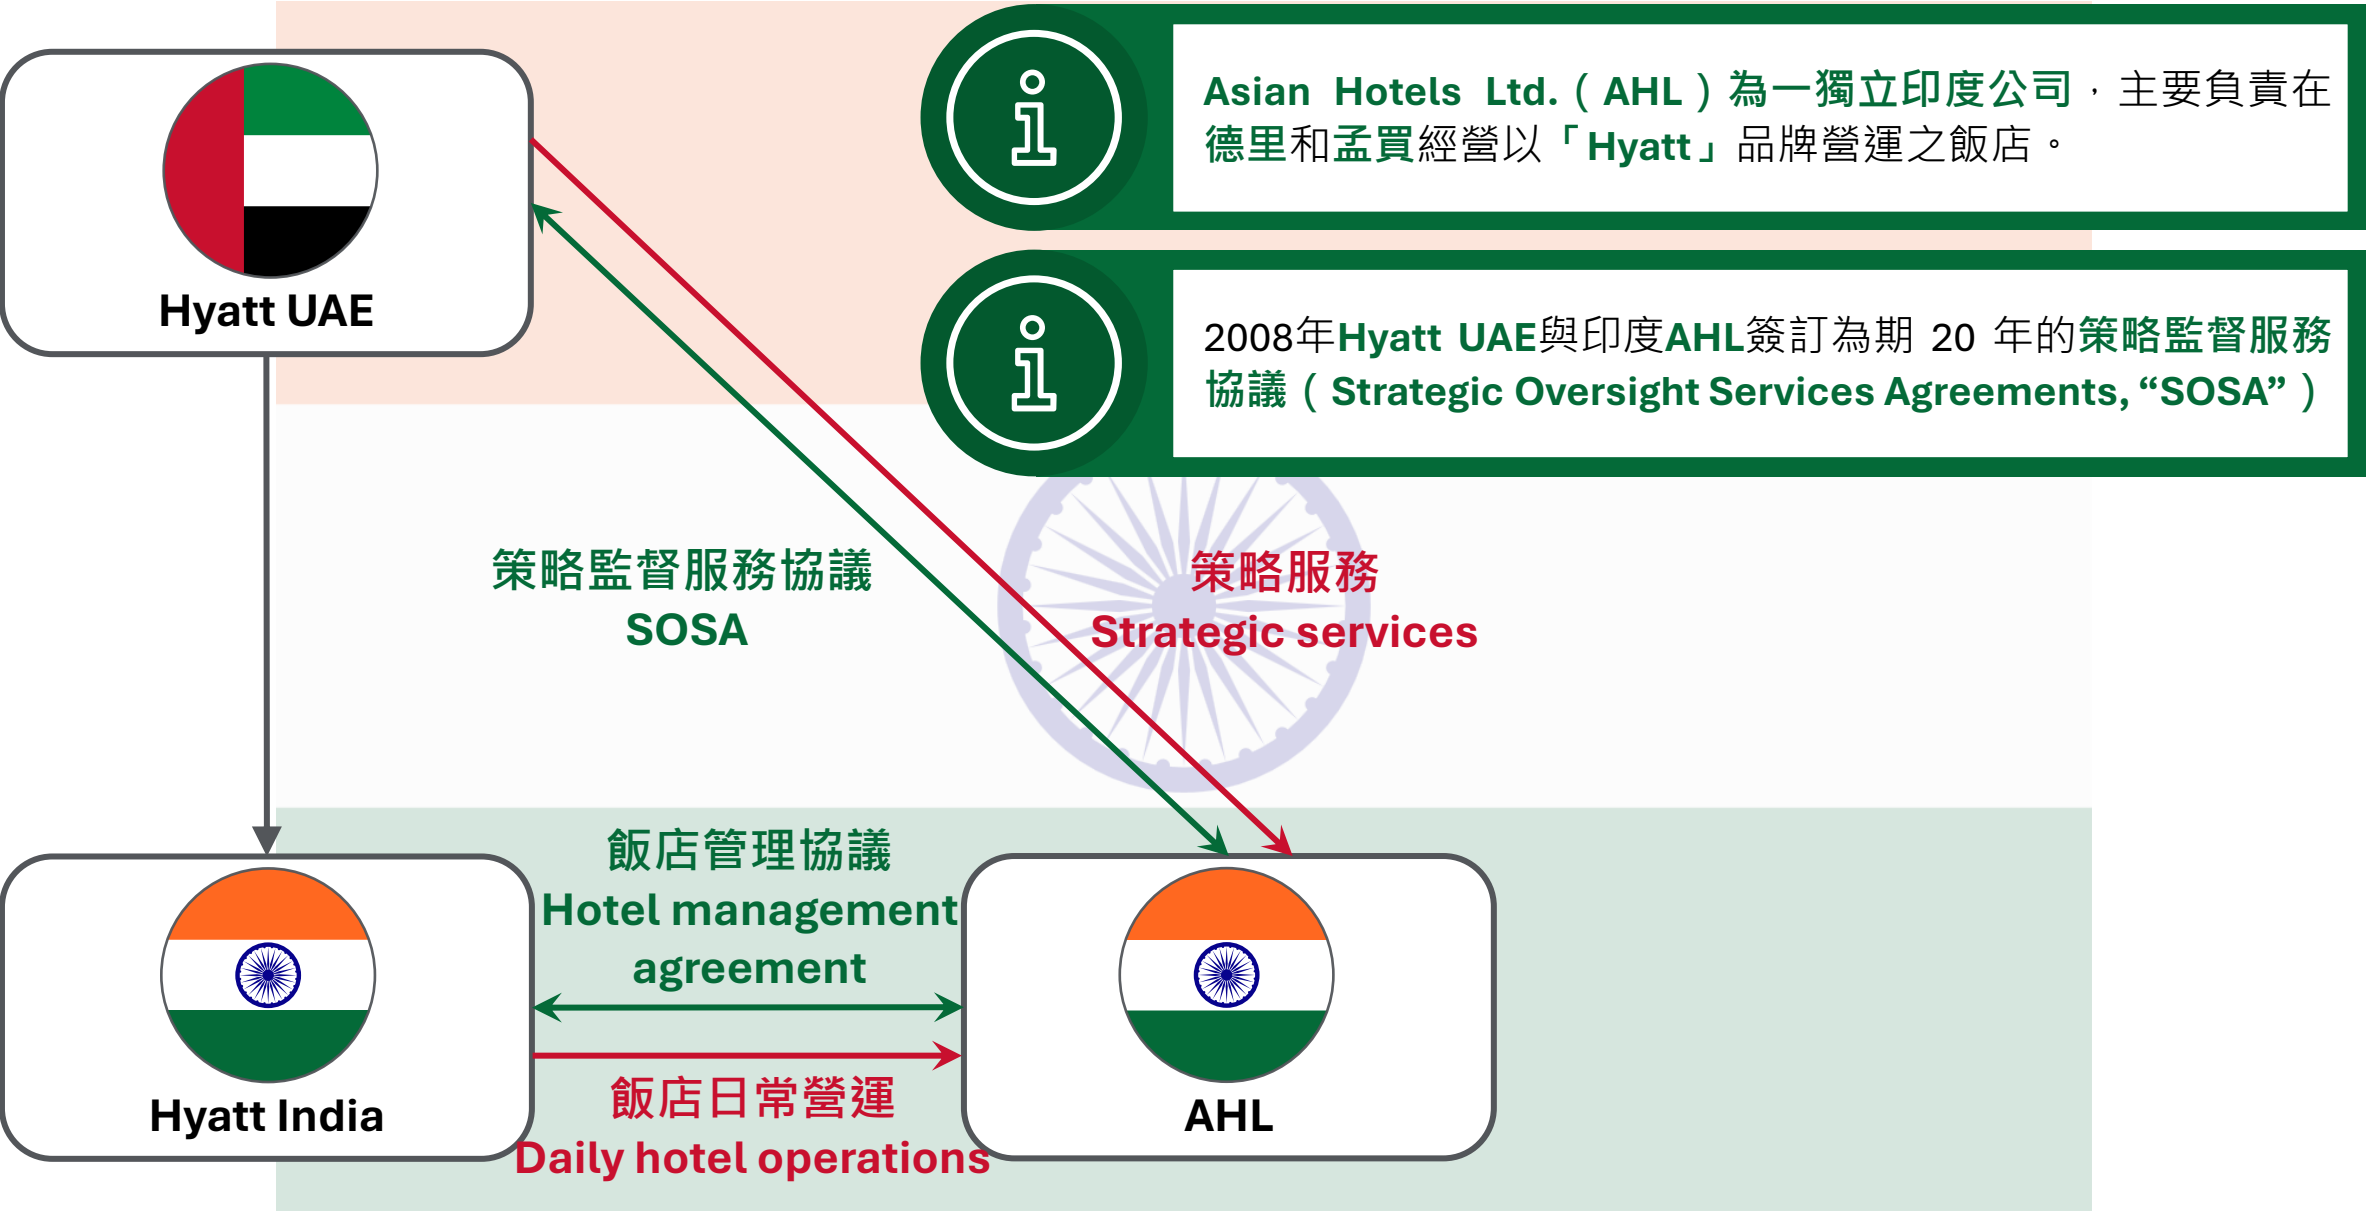 Asian Hotels Ltd.（AHL）為一獨立印度公司，主要負責在
德里和孟買經營以「Hyatt」品牌營運之飯店。
Hyatt UAE
2008年Hyatt UAE與印度AHL簽訂為期 20 年的策略監督服務
協議（Strategic Oversight Services Agreements, “SOSA”）
策略監督服務協議
SOSA
策略服務
Strategic services
飯店管理協議
Hotel management
agreement
飯店日常營運
Daily hotel operations
Hyatt India
AHL